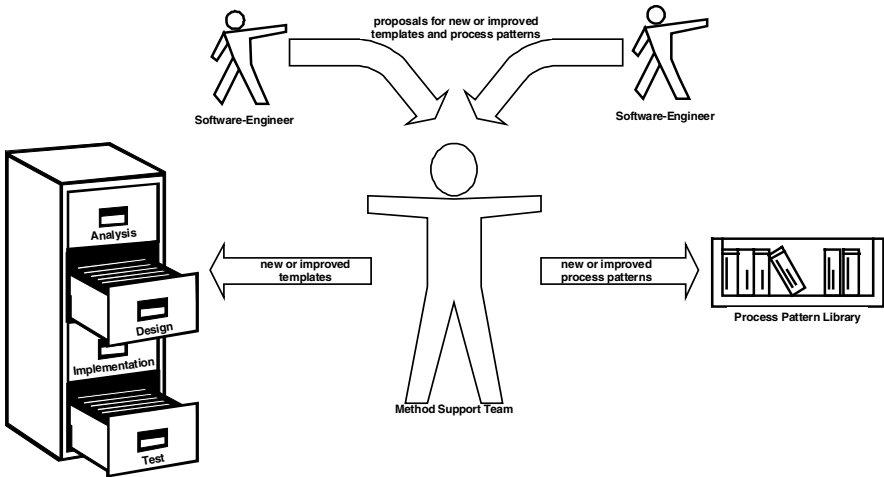 proposals for new or improved
templates and process patterns
Software-Engineer
Software-Engineer
Analysis
Design
Implementation
Test
new or improved
templates
new or improved
process patterns
Process Pattern Library
Method Support Team